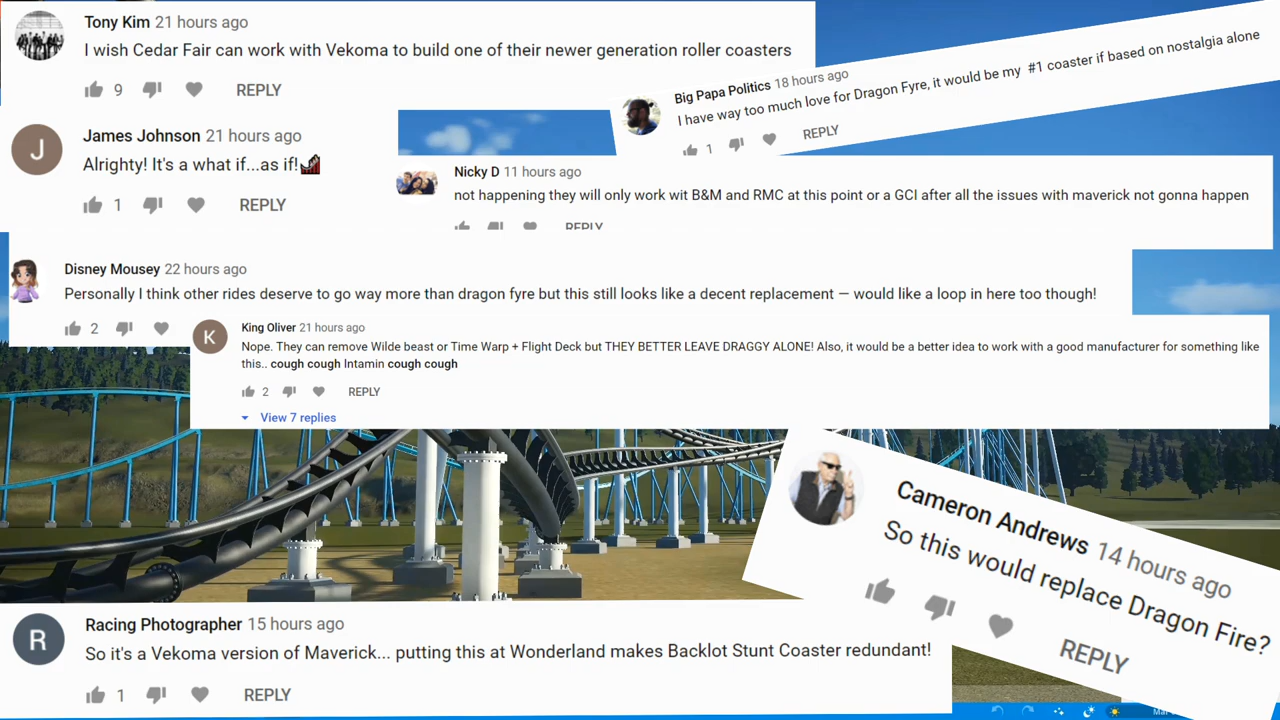 Tony Kim 21 hours ago
I wish Cedar Fair can work with Vekoma to build one of their newer generation roller coasters
9 REPLY
Big Papa Politics 18 hours ago
I have way too much love for Dragon Fyre, it would be my #1 coaster if based on nostalgia alone
1 REPLY
J
James Johnson 21 hours ago
Alrighty! It's a what if...as if!
1 REPLY
Nicky D 11 hours ago
not happening they will only work wit B&M and RMC at this point or a GCI after all the issues with maverick not gonna happen
REPLY
Disney Mousey 22 hours ago
Personally I think other rides deserve to go way more than dragon fyre but this still looks like a decent replacement — would like a loop in here too though!
2
K
King Oliver 21 hours ago
Nope. They can remove Wilde beast or Time Warp + Flight Deck but THEY BETTER LEAVE DRAGGY ALONE! Also, it would be a better idea to work with a good manufacturer for something like
this.. cough cough Intamin cough cough
2 REPLY
View 7 replies
Cameron Andrews 14 hours ago
So this would replace Dragon Fire?
REPLY
R
Racing Photographer 15 hours ago
So it's a Vekoma version of Maverick... putting this at Wonderland makes Backlot Stunt Coaster redundant!
1 REPLY